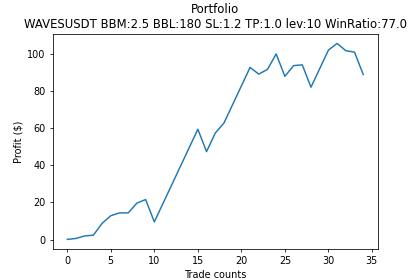 Portfolio
WAVESUSDT BBM:2.5 BBL:180 SL:1.2 TP:1.0 lev:10 WinRatio:77.0
Profit ($)
100
80
60
40
20
0
0 5 10 15 20 25 30 35
Trade counts